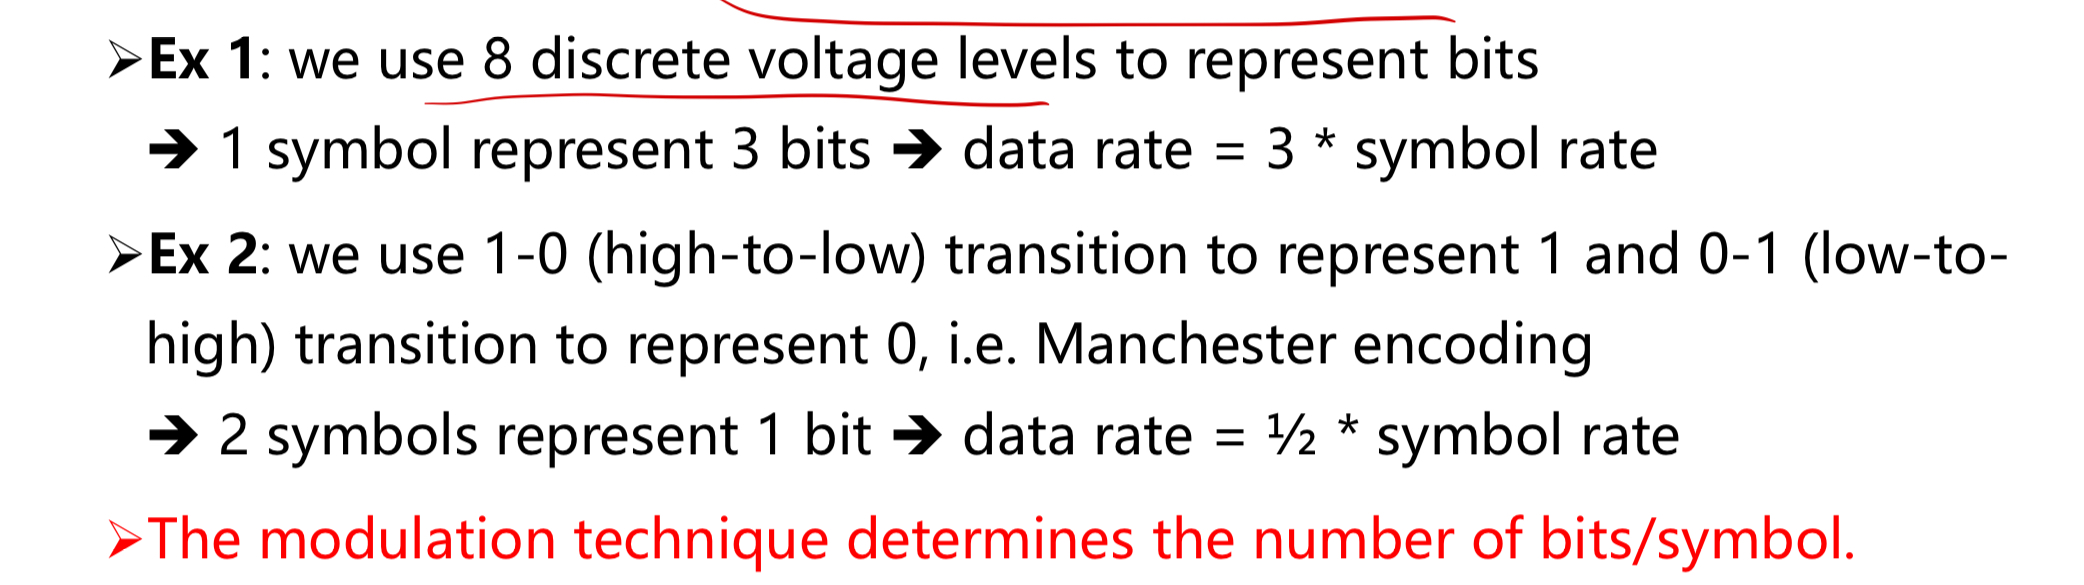 ➢Ex 1: we use 8 discrete voltage levels to represent bits
➔ 1 symbol represent 3 bits ➔ data rate = 3 * symbol rate
➢Ex 2: we use 1-0 (high-to-low) transition to represent 1 and 0-1 (low-to-
high) transition to represent 0, i.e. Manchester encoding
➔ 2 symbols represent 1 bit ➔ data rate = ½ * symbol rate
➢The modulation technique determines the number of bits/symbol.